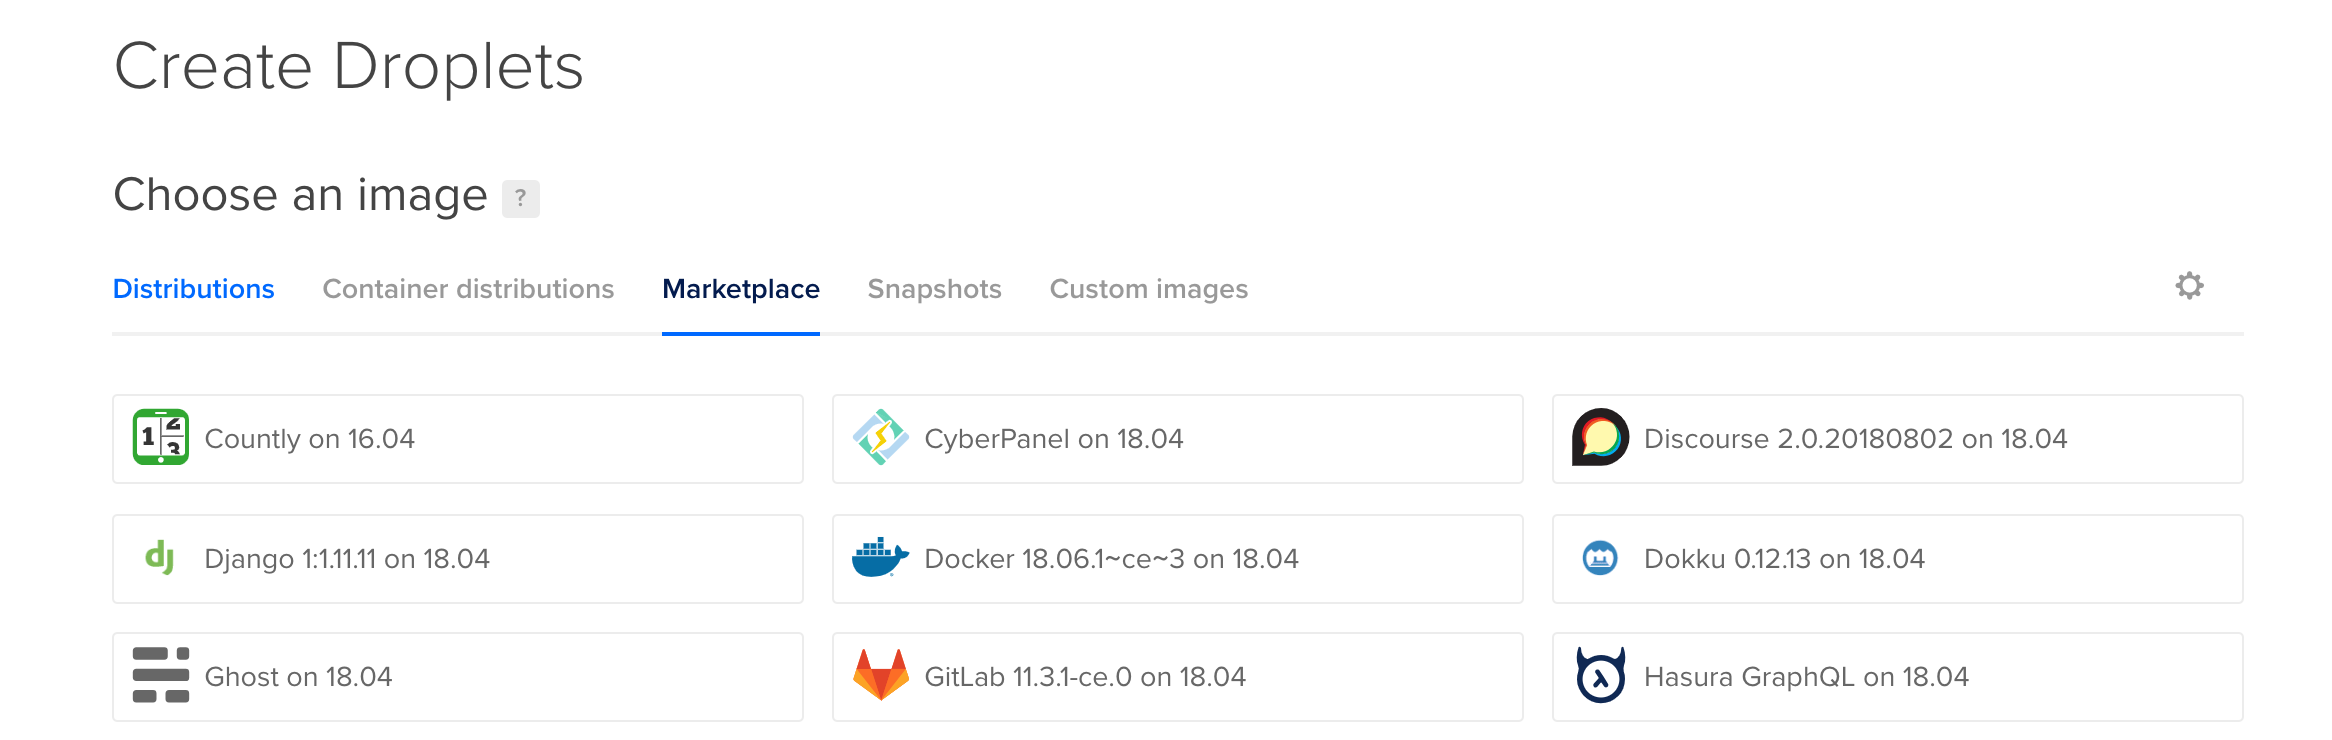 Create Droplets
Choose an image ?
Distributions Container distributions Marketplace Snapshots Custom images
Countly on 16.04 CyberPanel on 18.04 Discourse 2.0.20180802 on 18.04
Django 1:1.11.11 on 18.04 Docker 18.06.1~ce~3 on 18.04 Dokku 0.12.13 on 18.04
Ghost on 18.04 GitLab 11.3.1-ce.0 on 18.04 Hasura GraphQL on 18.04